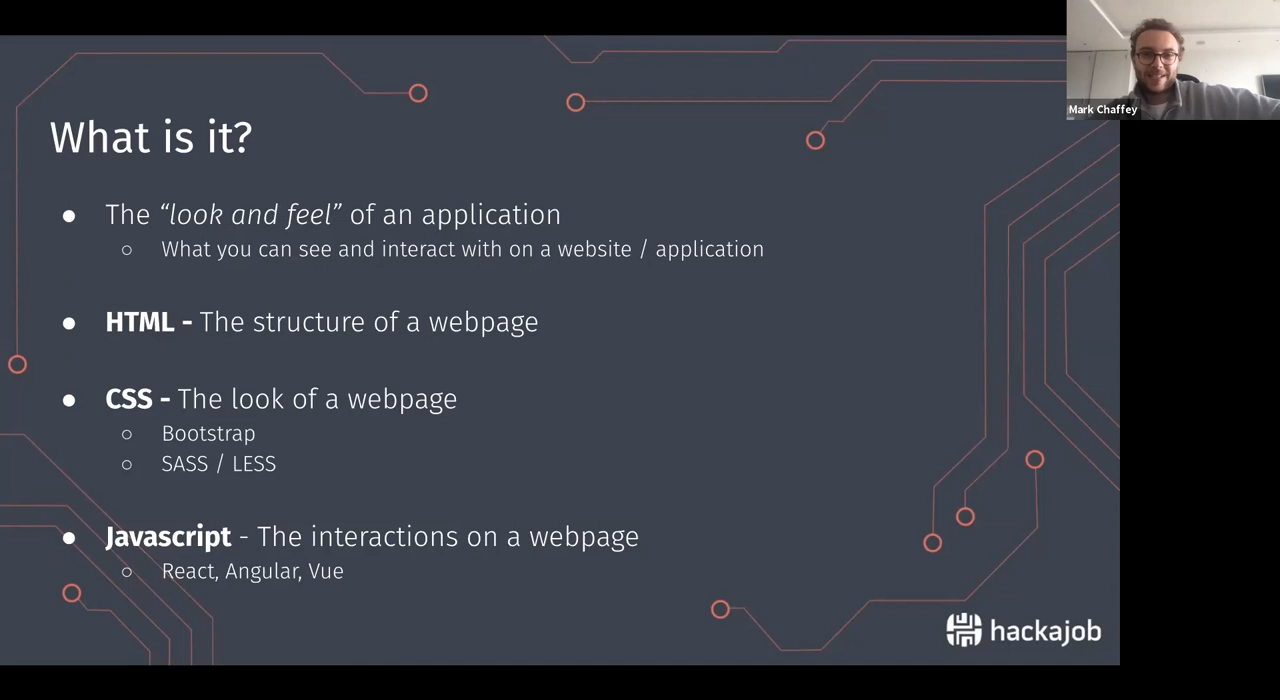 Mark Chaffey
What is it?
● The “look and feel” of an application
○ What you can see and interact with on a website / application
● HTML - The structure of a webpage
● CSS - The look of a webpage
○ Bootstrap
○ SASS / LESS
● Javascript - The interactions on a webpage
○ React, Angular, Vue
hackajob